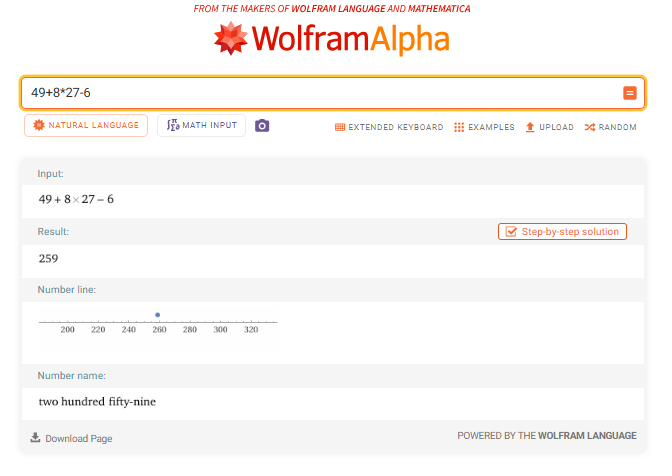 FROM THE MAKERS OF WOLFRAM LANGUAGE AND MATHEMATICA
WolframAlpha
49+8*27-6
NATURAL LANGUAGE
MATH INPUT
EXTENDED KEYBOARD
EXAMPLES
UPLOAD
RANDOM
Input:
49 + 8 × 27 − 6
Result:
Step-by-step solution
259
Number line:
200 220 240 260 280 300 320
Number name:
two hundred fifty-nine
Download Page
POWERED BY THE WOLFRAM LANGUAGE